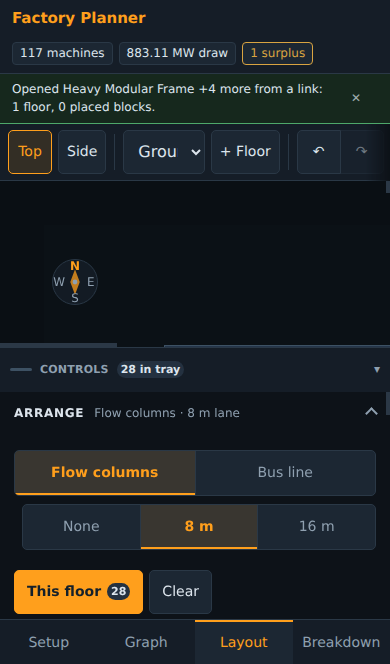 Factory Planner
117 machines 883.11 MW draw 1 surplus
Opened Heavy Modular Frame +4 more from a link:
1 floor, 0 placed blocks.
×
Top Side Grou + Floor
N
W E
S
CONTROLS 28 in tray
ARRANGE Flow columns · 8 m lane
Flow columns Bus line
None 8 m 16 m
This floor 28 Clear
Setup Graph Layout Breakdown